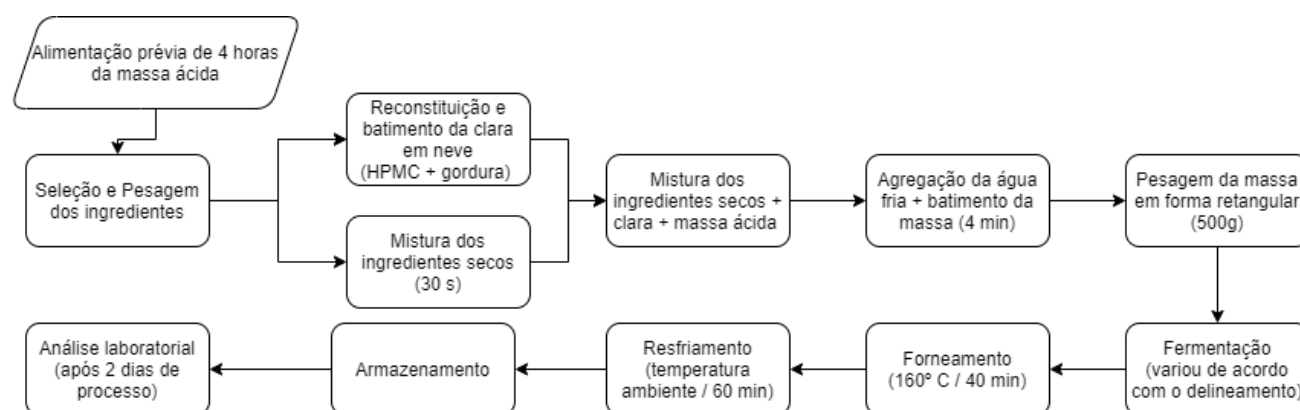 Alimentação prévia de 4 horas
da massa ácida
Seleção e Pesagem
dos ingredientes
Reconstituição e
batimento da clara
em neve
(HPMC + gordura)
Mistura dos
ingredientes secos
(30 s)
Mistura dos
ingredientes secos +
clara + massa ácida
Agregação da água
fria + batimento da
massa (4 min)
Pesagem da massa
em forma retangular
(500g)
Fermentação
(variou de acordo
com o delineamento)
Forneamento
(160º C / 40 min)
Resfriamento
(temperatura
ambiente / 60 min)
Armazenamento
Análise laboratorial
(após 2 dias de
processo)